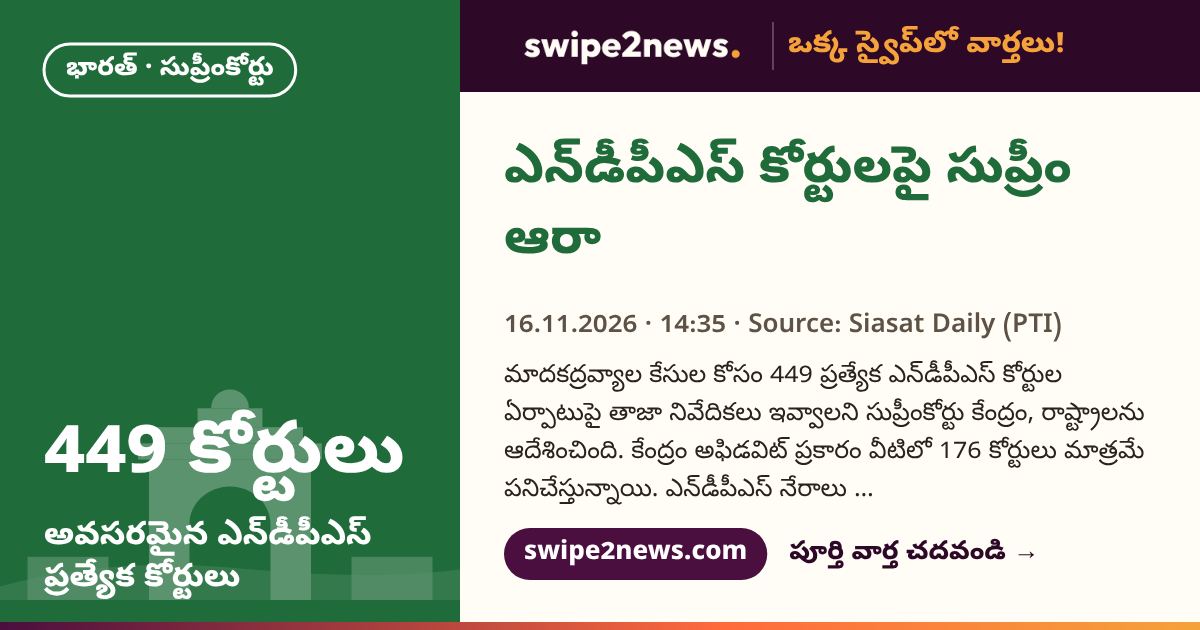 భారత్ · సుప్రీంకోర్టు
449 కోర్టులు
అవసరమైన ఎన్‌డీపీఎస్
ప్రత్యేక కోర్టులు
swipe2news.
ఒక్క స్వైప్‌లో వార్తలు!
ఎన్‌డీపీఎస్ కోర్టులపై సుప్రీం
ఆరా
16.11.2026 · 14:35 · Source: Siasat Daily (PTI)
మాదకద్రవ్యాల కేసుల కోసం 449 ప్రత్యేక ఎన్‌డీపీఎస్ కోర్టుల
ఏర్పాటుపై తాజా నివేదికలు ఇవ్వాలని సుప్రీంకోర్టు కేంద్రం, రాష్ట్రాలను
ఆదేశించింది. కేంద్రం అఫిడవిట్ ప్రకారం వీటిలో 176 కోర్టులు మాత్రమే
పనిచేస్తున్నాయి. ఎన్‌డీపీఎస్ నేరాలు ...
swipe2news.com
పూర్తి వార్త చదవండి →